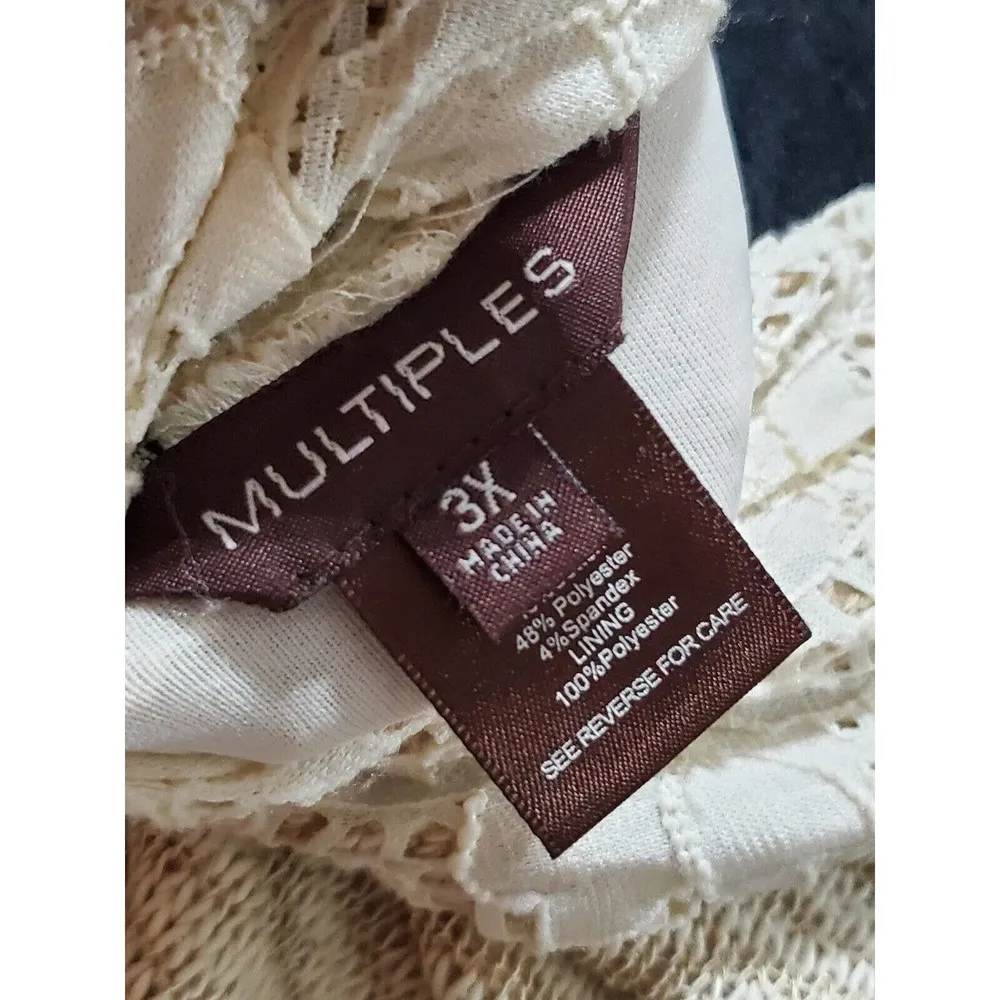 MULTIPLES
3X
MADE IN
CHINA
48% Polyester
4%Spandex
LINING
100%Polyester
SEE REVERSE FOR CARE